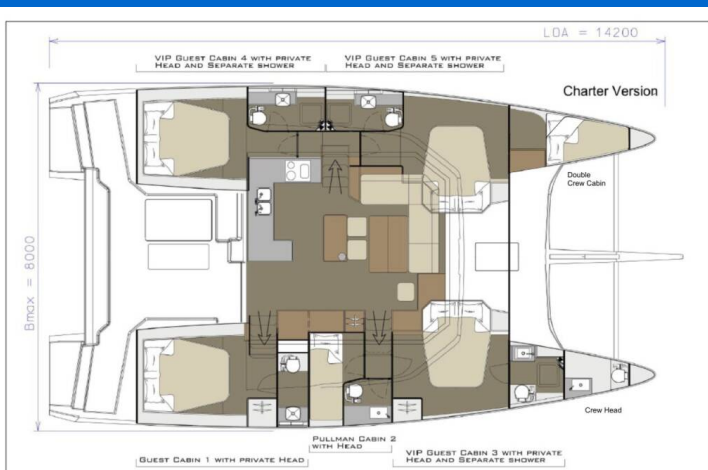 LOA = 14200
VIP Guest Cabin 4 with private
Head and Separate shower
VIP Guest Cabin 5 with private
Head and Separate shower
Charter Version
Double
Crew Cabin
Bmax = 8000
Crew Head
Pullman Cabin 2
with Head
Guest Cabin 1 with private Head
VIP Guest Cabin 3 with private
Head and Separate shower